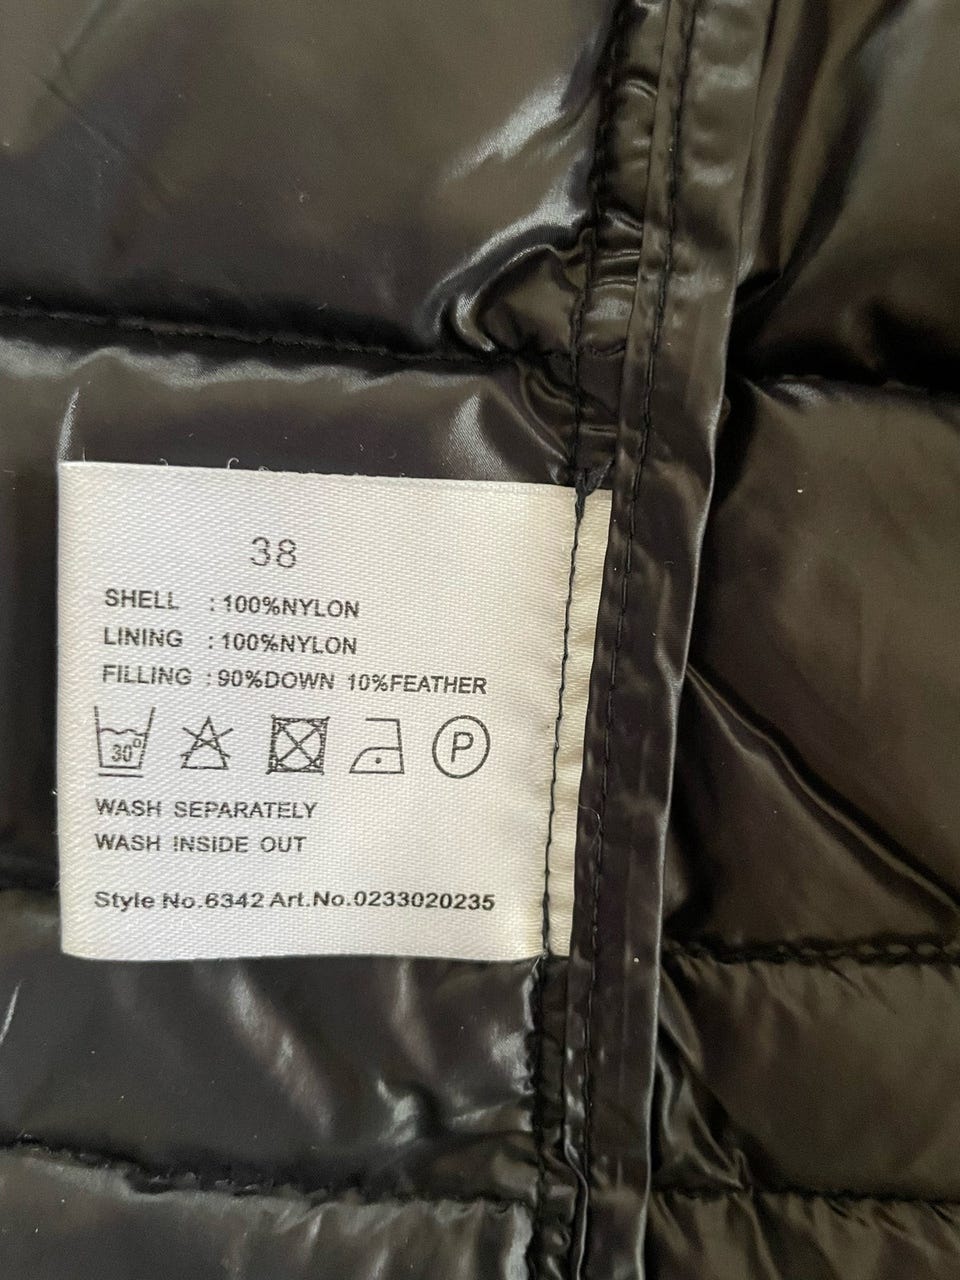 38
SHELL : 100%NYLON
LINING : 100%NYLON
FILLING : 90%DOWN 10%FEATHER
30° P
WASH SEPARATELY
WASH INSIDE OUT
Style No.6342 Art.No.0233020235